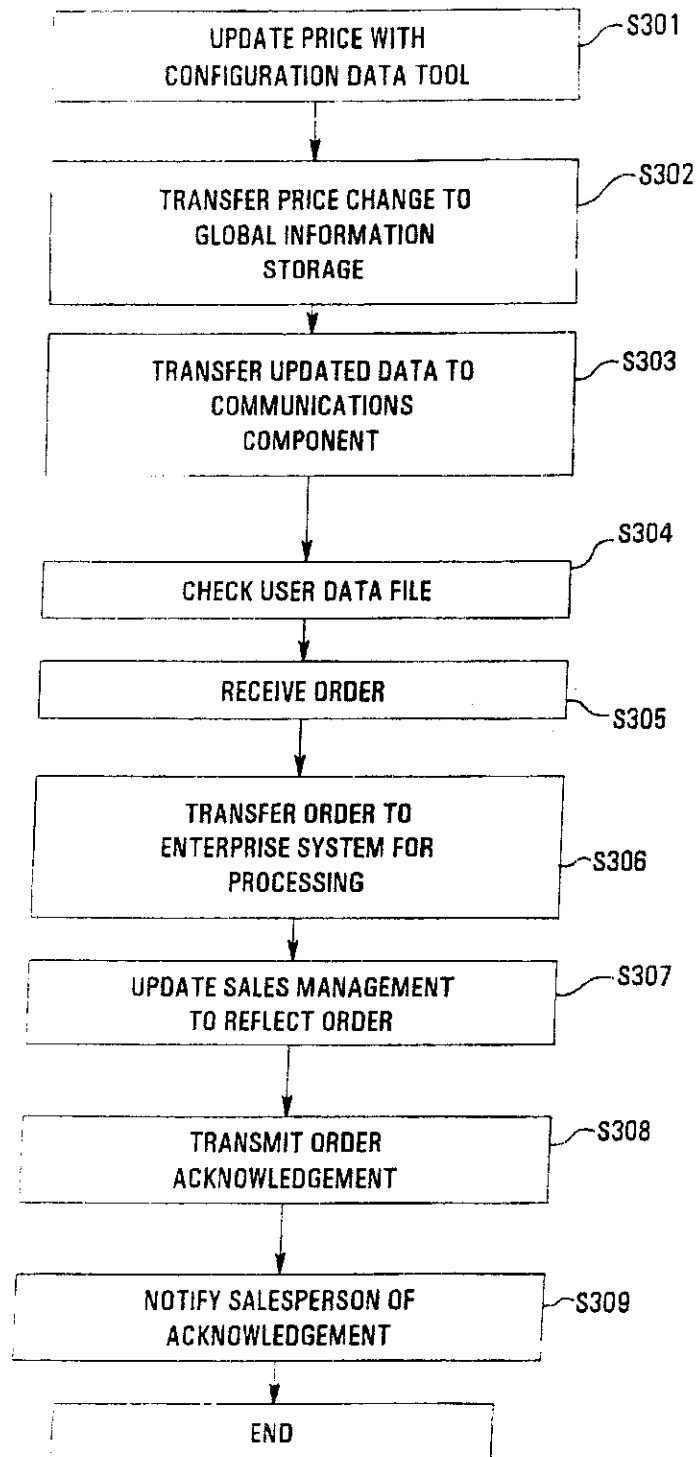 UPDATE PRICE WITH
CONFIGURATION DATA TOOL
S301
TRANSFER PRICE CHANGE TO
GLOBAL INFORMATION
STORAGE
S302
TRANSFER UPDATED DATA TO
COMMUNICATIONS
COMPONENT
S303
S304
CHECK USER DATA FILE
RECEIVE ORDER
S305
TRANSFER ORDER TO
ENTERPRISE SYSTEM FOR
PROCESSING
S306
UPDATE SALES MANAGEMENT
TO REFLECT ORDER
S307
TRANSMIT ORDER
ACKNOWLEDGEMENT
S308
NOTIFY SALESPERSON OF
ACKNOWLEDGEMENT
S309
END